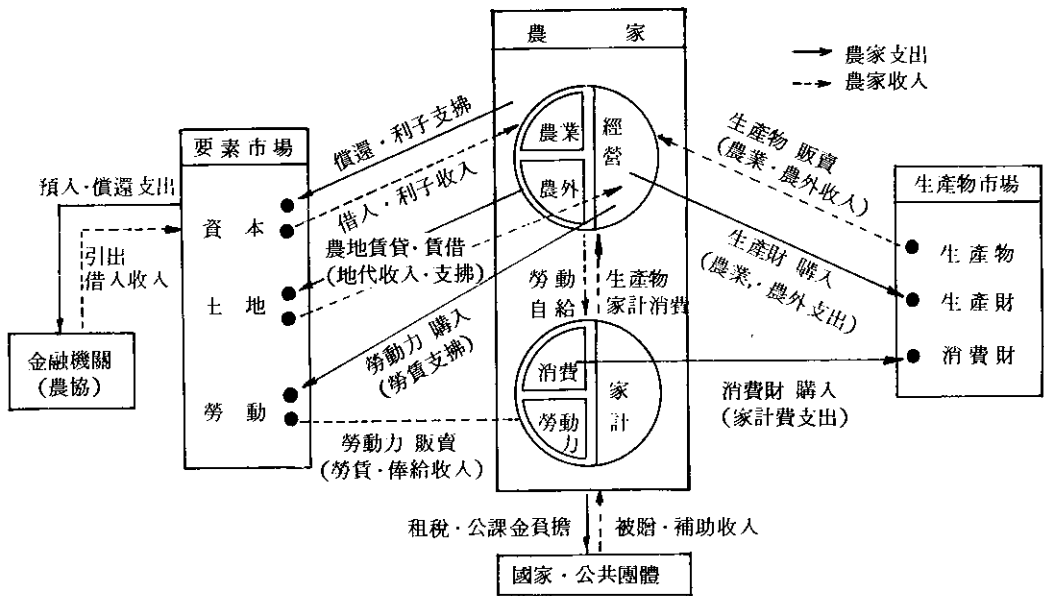 農 家
農家支出
農家收入
要素市場
預入·償還支出
資 本
引出
借入收入
土 地
金融機關
(農協)
勞 動
償還·利子支拂
借入·利子收入
農地賃貸·賃借
(地代收入·支拂)
勞動力 購入
(勞賃支拂)
勞動力 販賣
(勞賃·俸給收入)
農業
農外
經營
勞動
自給
生產物
家計消費
消費
勞動力
家計
生產物 販賣
(農業·農外收入)
生產財 購入
(農業·農外支出)
消費財 購入
(家計費支出)
生產物市場
生產物
生產財
消費財
租稅·公課金負擔
被贈·補助收入
國家·公共團體